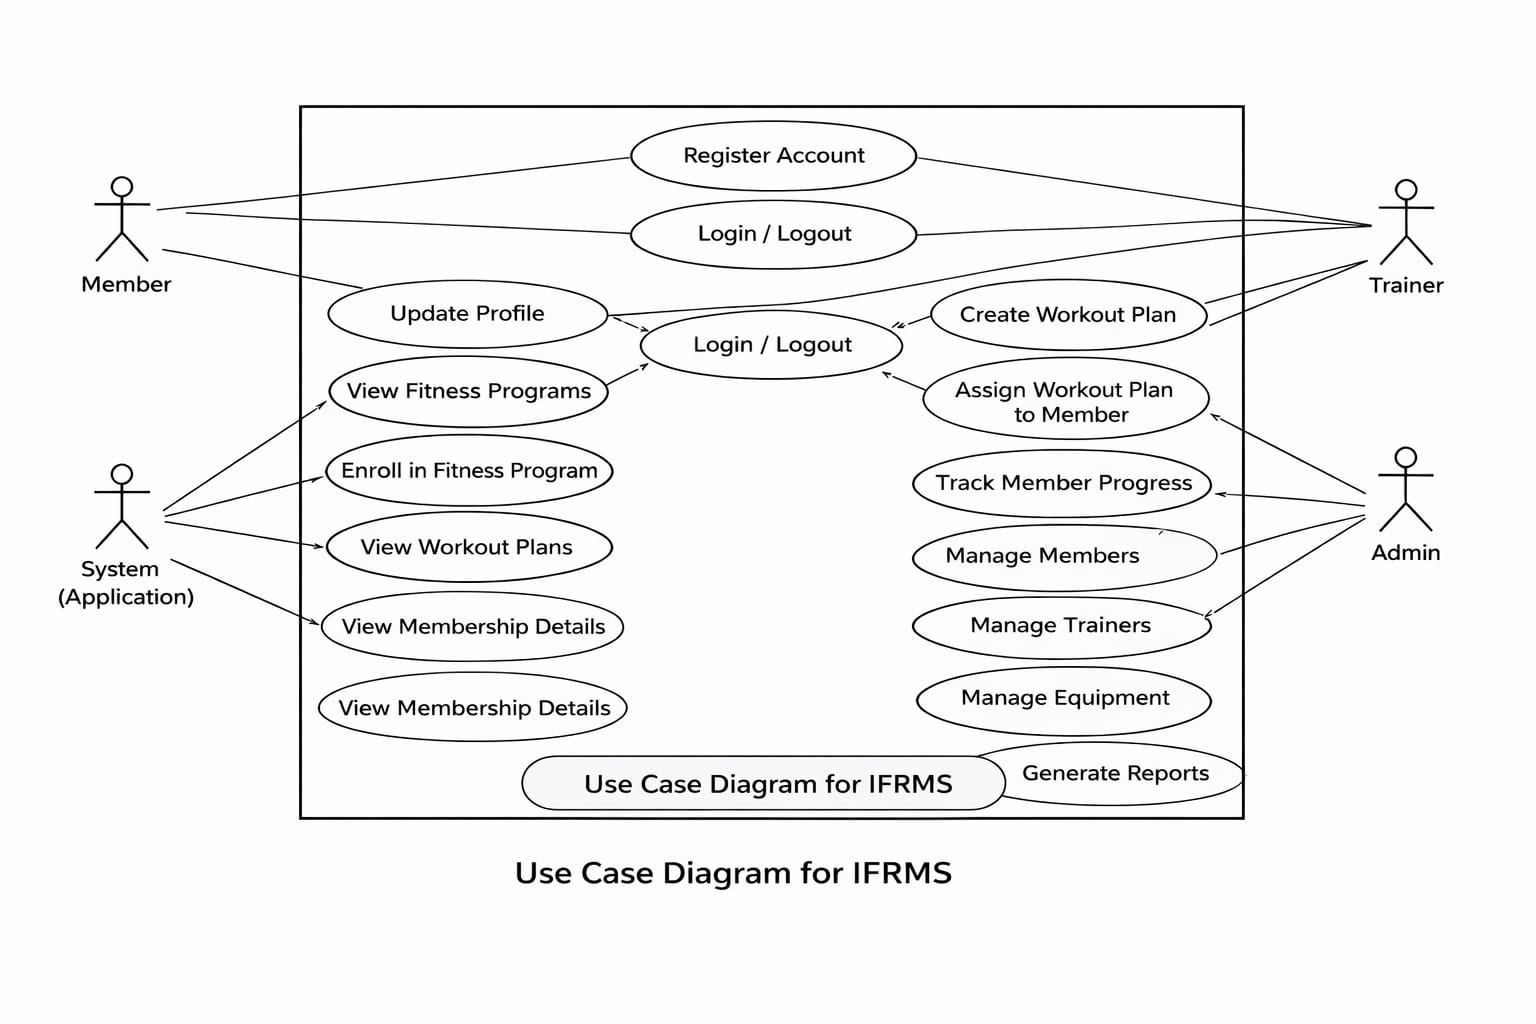 Register Account
Login / Logout
Member
Trainer
Update Profile
Login / Logout
Create Workout Plan
View Fitness Programs
Assign Workout Plan
to Member
Enroll in Fitness Program
Track Member Progress
View Workout Plans
Manage Members
System
(Application)
Admin
View Membership Details
Manage Trainers
View Membership Details
Manage Equipment
Use Case Diagram for IFRMS
Generate Reports
Use Case Diagram for IFRMS